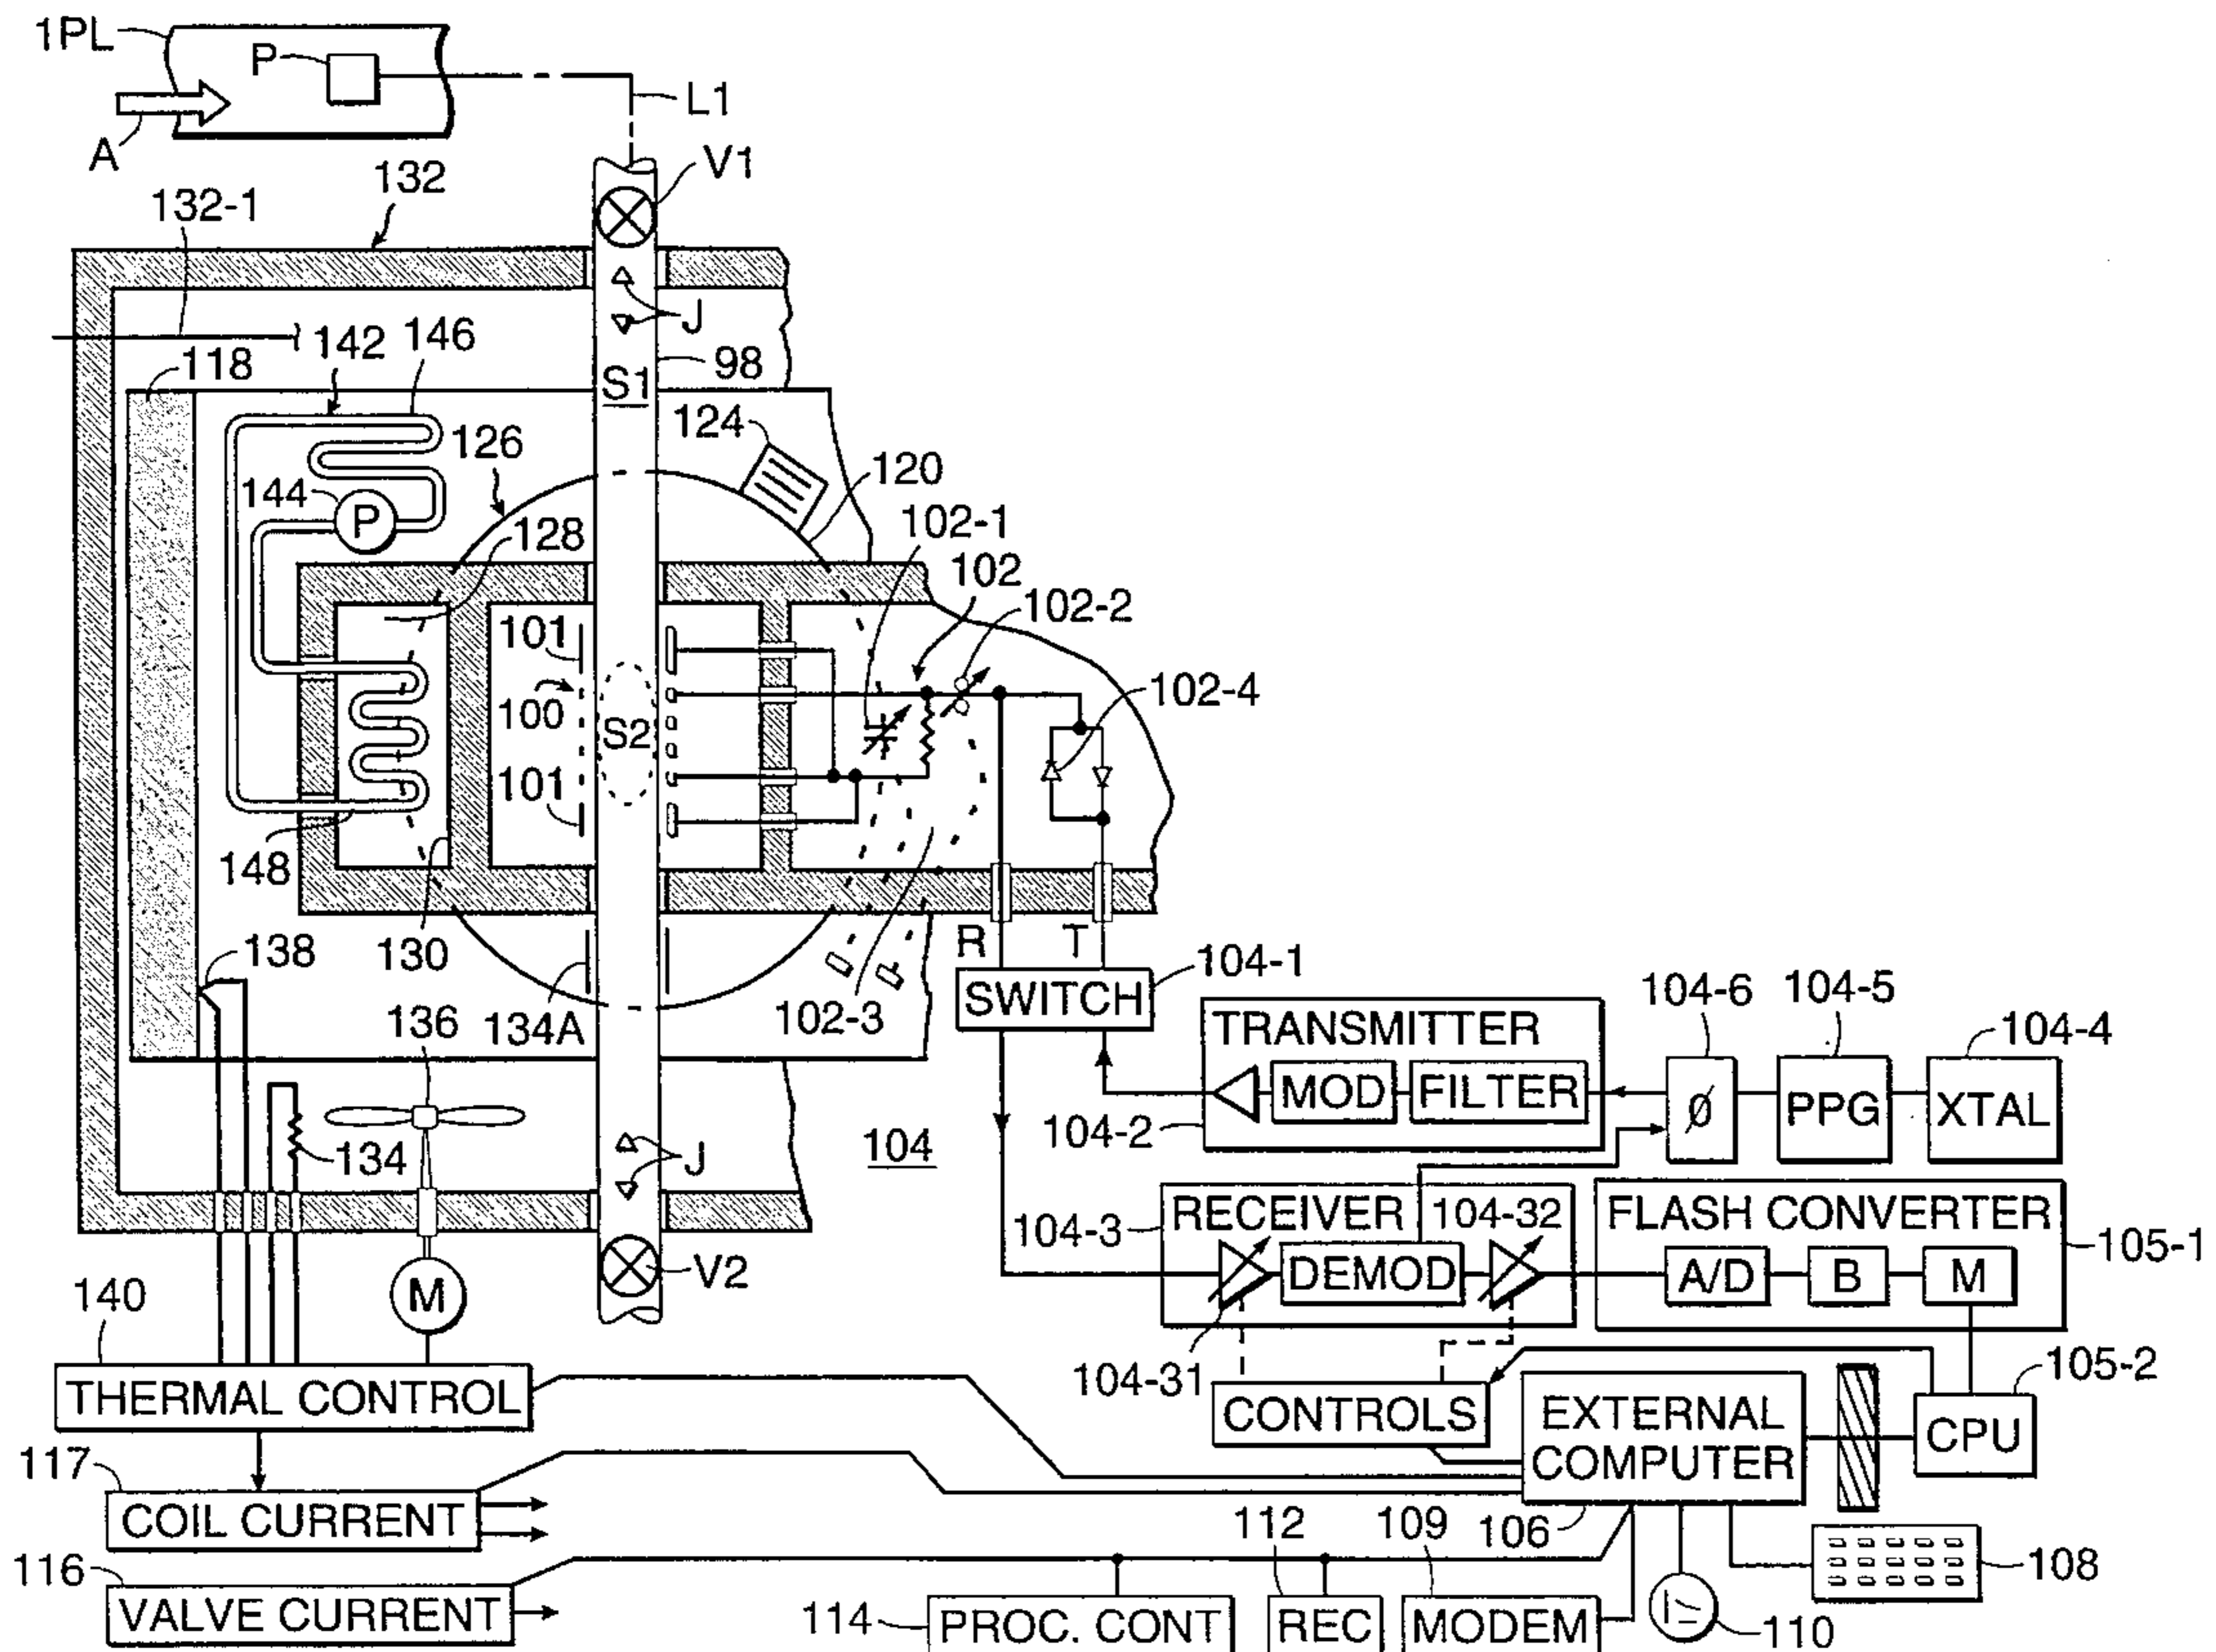 1PL
P
L1
A
V1
132
132-1
J
142
146
98
118
S1
124
126
120
144
P
128
102-1
102
102-2
101
102-4
100
S2
101
148
R
T
138
130
104-1
SWITCH
136
134A
102-3
104-6
104-5
TRANSMITTER
104-4
MOD
FILTER
Ø
PPG
XTAL
104-2
134
J
104
RECEIVER
104-32
FLASH CONVERTER
104-3
105-1
V2
DEMOD
A/D
B
M
140
M
104-31
105-2
THERMAL CONTROL
CONTROLS
EXTERNAL
COMPUTER
CPU
117
COIL CURRENT
112
109
106
116
108
VALVE CURRENT
114
PROC. CONT
REC
MODEM
110